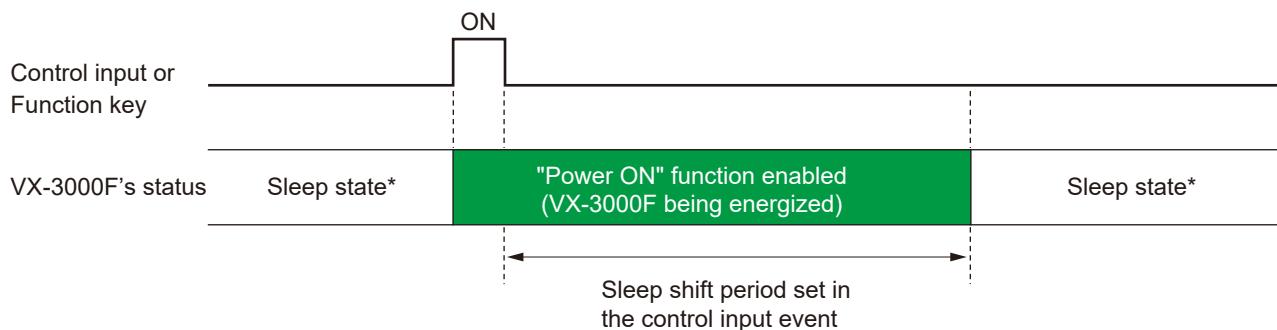 ON
Control input or
Function key
VX-3000F's status
Sleep state*
"Power ON" function enabled
(VX-3000F being energized)
Sleep state*
Sleep shift period set in
the control input event